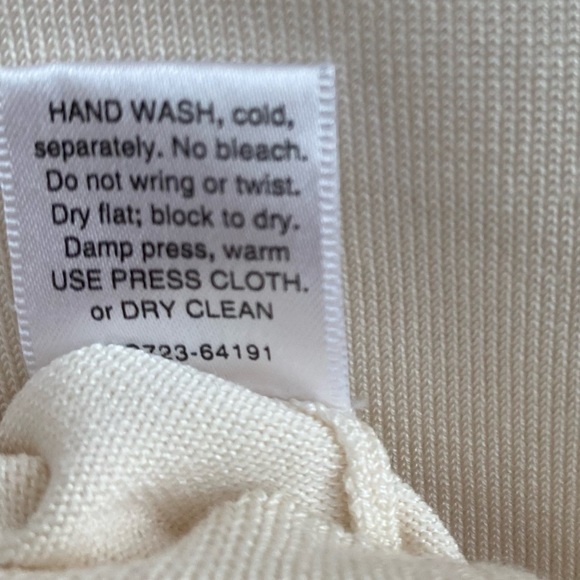 HAND WASH, cold,
separately. No bleach.
Do not wring or twist.
Dry flat; block to dry.
Damp press, warm
USE PRESS CLOTH.
or DRY CLEAN
723-64191